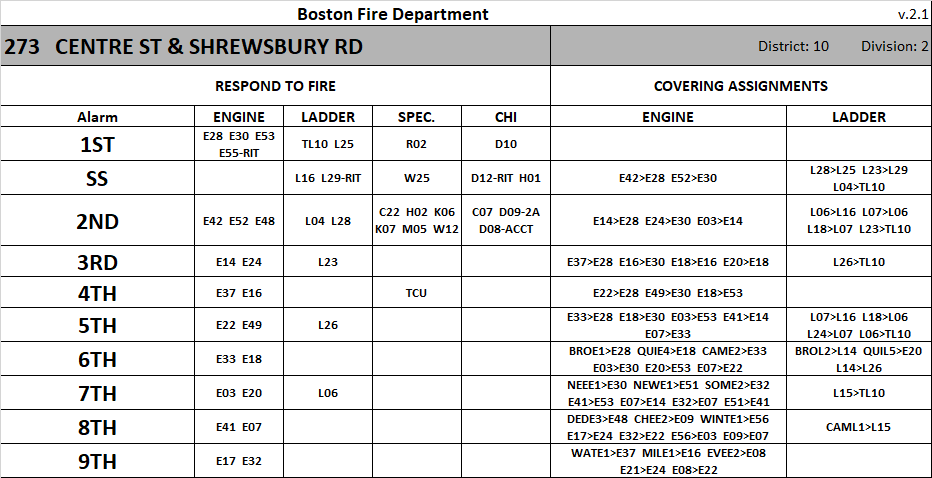 Boston Fire Department v.2.1
273 CENTRE ST & SHREWSBURY RD District: 10 Division: 2
RESPOND TO FIRE COVERING ASSIGNMENTS
Alarm ENGINE LADDER SPEC. CHI ENGINE LADDER
1ST
E28 E30 E53
E55-RIT
TL10 L25
R02
D10
SS
L16 L29-RIT
W25
D12-RIT H01
E42>E28 E52>E30
L28>L25 L23>L29
L04>TL10
2ND
E42 E52 E48
L04 L28
C22 H02 K06
K07 M05 W12
C07 D09-2A
D08-ACCT
E14>E28 E24>E30 E03>E14
L06>L16 L07>L06
L18>L07 L23>TL10
3RD
E14 E24
L23
E37>E28 E16>E30 E18>E16 E20>E18
L26>TL10
4TH
E37 E16
TCU
E22>E28 E49>E30 E18>E53
5TH
E22 E49
L26
E33>E28 E18>E30 E03>E53 E41>E14
E07>E33
L07>L16 L18>L06
L24>L07 L06>TL10
6TH
E33 E18
BROE1>E28 QUIE4>E18 CAME2>E33
E03>E30 E20>E53 E07>E22
BROL2>L14 QUIL5>E20
L14>L26
7TH
E03 E20
L06
NEEE1>E30 NEWE1>E51 SOME2>E32
E41>E53 E07>E14 E32>E07 E51>E41
L15>TL10
8TH
E41 E07
DEDE3>E48 CHEE2>E09 WINTE1>E56
E17>E24 E32>E22 E56>E03 E09>E07
CAML1>L15
9TH
E17 E32
WATE1>E37 MILE1>E16 EVEE2>E08
E21>E24 E08>E22